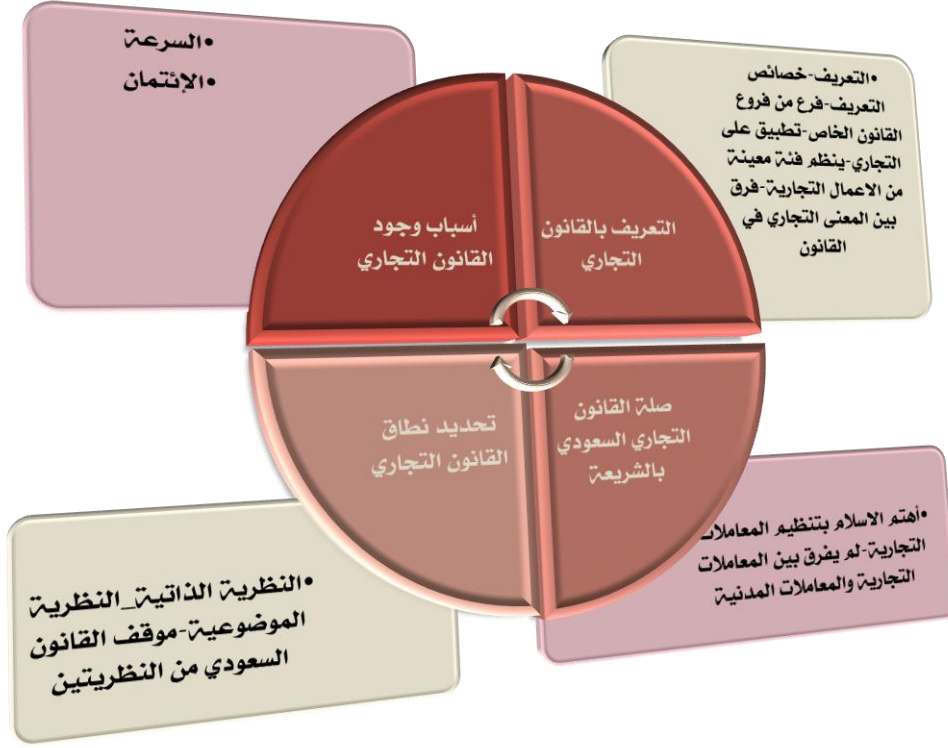 •التعريف-خصائص
التعريف-فرع من فروع
القانون الخاص-تطبيق على
التجاري-ينظم فئة معينة
من الاعمال التجارية-فرق
بين المعنى التجاري في
القانون
التعريف بالقانون
التجاري
•السرعة
•الإئتمان
أسباب وجود
القانون التجاري
صلة القانون
التجاري السعودي
بالشريعة
•أهتم الاسلام بتنظيم المعاملات
التجارية-لم يفرق بين المعاملات
التجارية والمعاملات المدنية
تحديد نطاق
القانون التجاري
•النظرية الذاتية_النظرية
الموضوعية-موقف القانون
السعودي من النظريتين